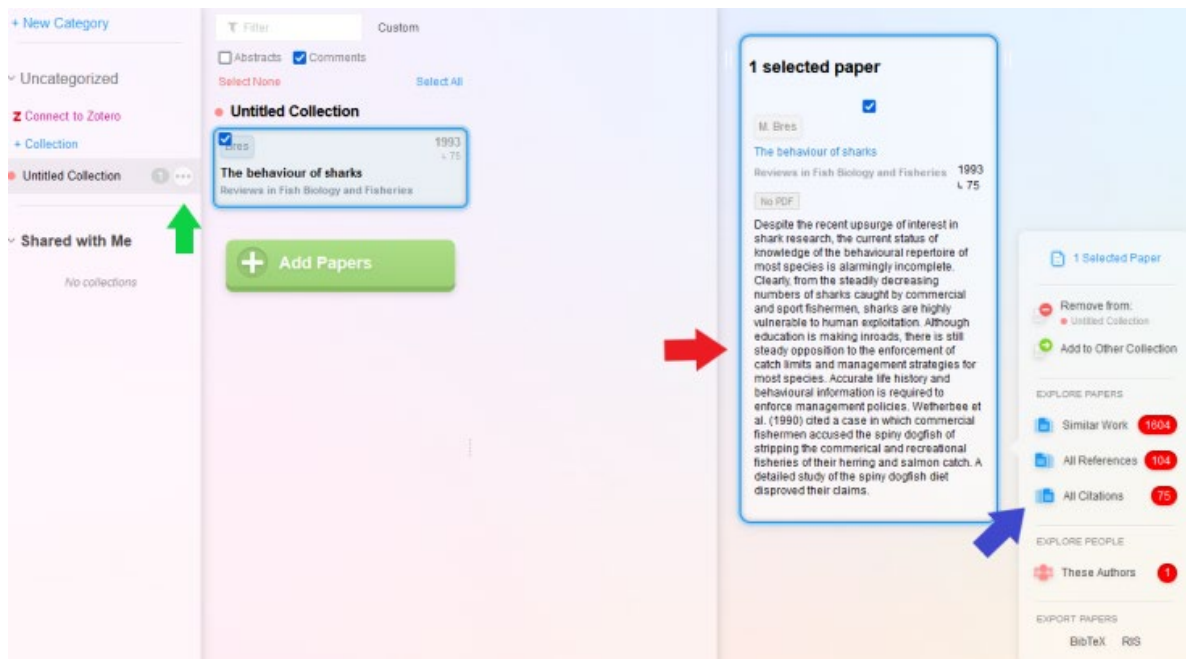 + New Category
Uncategorized
Z Connect to Zotero
+ Collection
Untitled Collection 1 ...
Shared with Me
No collections
Filter Custom
Abstracts Comments
Select None Select All
Untitled Collection
Bres 1993
↳ 75
The behaviour of sharks
Reviews in Fish Biology and Fisheries
+ Add Papers
1 selected paper
M. Bres
The behaviour of sharks
Reviews in Fish Biology and Fisheries 1993
↳ 75
No PDF
Despite the recent upsurge of interest in
shark research, the current status of
knowledge of the behavioural repertoire of
most species is alarmingly incomplete.
Clearly, from the steadily decreasing
numbers of sharks caught by commercial
and sport fishermen, sharks are highly
vulnerable to human exploitation. Although
education is making inroads, there is still
steady opposition to the enforcement of
catch limits and management strategies for
most species. Accurate life history and
behavioural information is required to
enforce management policies. Wetherbee et
al. (1990) cited a case in which commercial
fishermen accused the spiny dogfish of
stripping the commerical and recreational
fisheries of their herring and salmon catch. A
detailed study of the spiny dogfish diet
disproved their claims.
1 Selected Paper
Remove from:
Untitled Collection
Add to Other Collection
EXPLORE PAPERS
Similar Work 1604
All References 104
All Citations 75
EXPLORE PEOPLE
These Authors 1
EXPORT PAPERS
BibTeX RIS